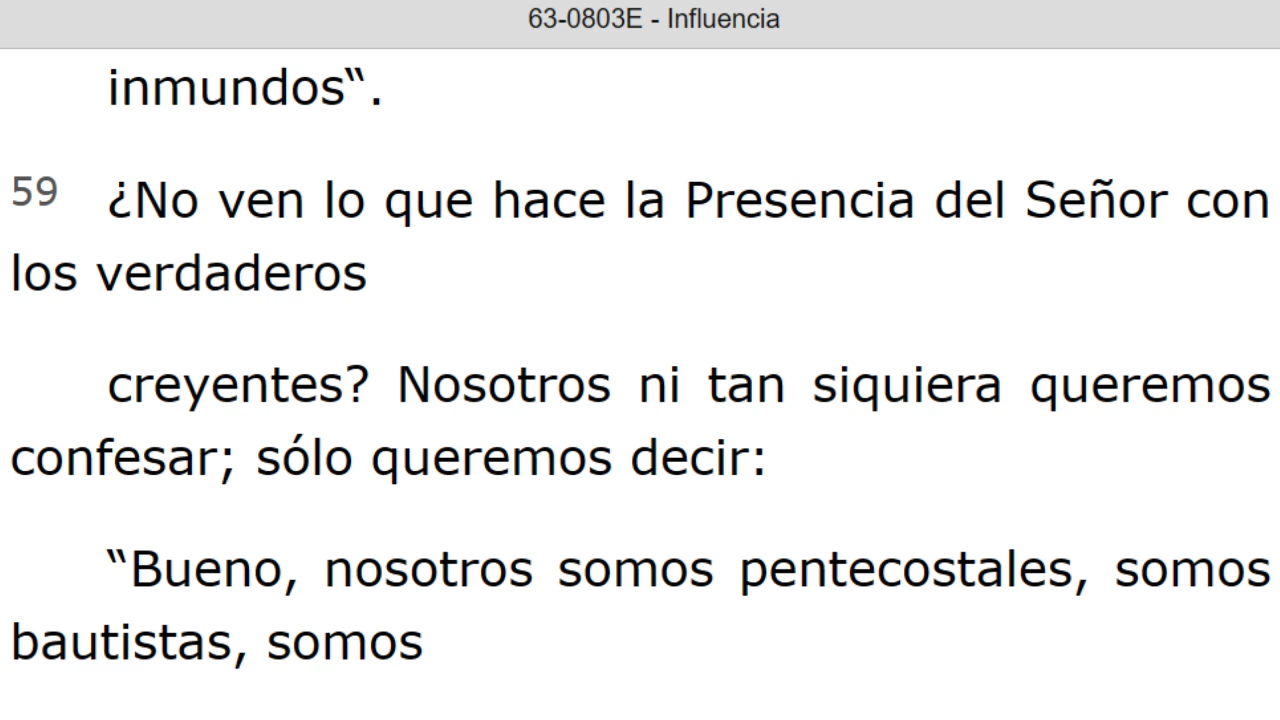 63-0803E - Influencia
inmundos“.
59 ¿No ven lo que hace la Presencia del Señor con
los verdaderos
creyentes? Nosotros ni tan siquiera queremos
confesar; sólo queremos decir:
“Bueno, nosotros somos pentecostales, somos
bautistas, somos